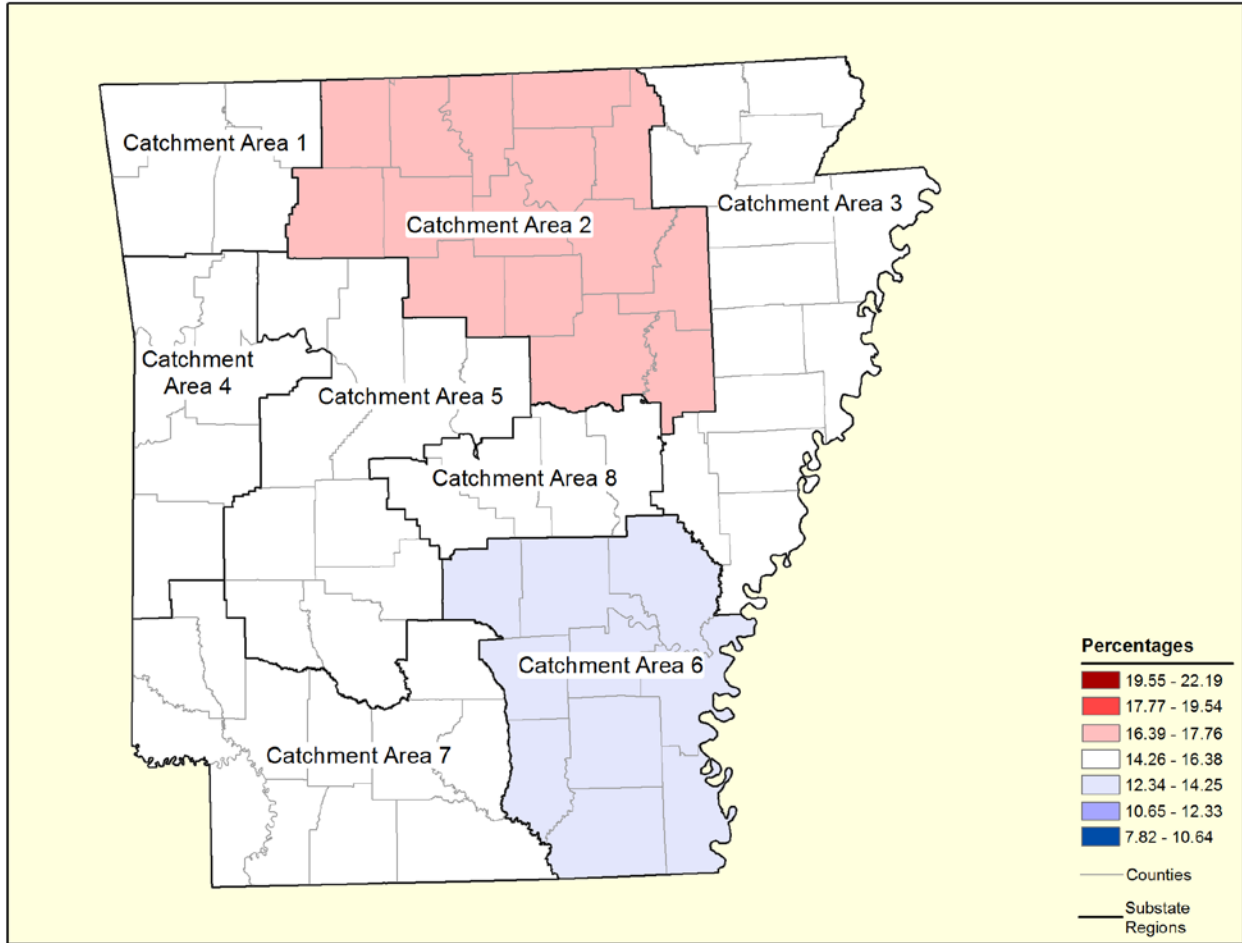 Catchment Area 1
Catchment Area 2
Catchment Area 3
Catchment
Area 4
Catchment Area 5
Catchment Area 8
Catchment Area 6
Catchment Area 7
Percentages
19.55 - 22.19
17.77 - 19.54
16.39 - 17.76
14.26 - 16.38
12.34 - 14.25
10.65 - 12.33
7.82 - 10.64
Counties
Substate
Regions